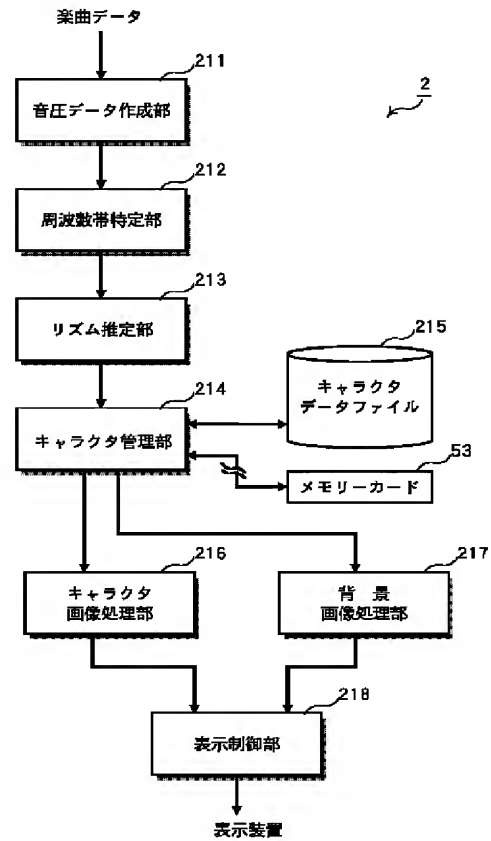 楽曲データ
211
音圧データ作成部
2
212
周波数帯特定部
213
リズム推定部
214
キャラクタ管理部
215
キャラクタ
データファイル
53
メモリーカード
216
キャラクタ
画像処理部
217
背 景
画像処理部
218
表示制御部
表示装置